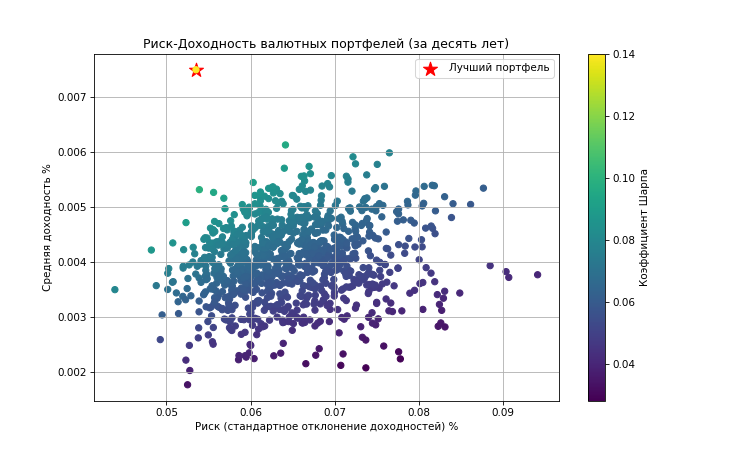 Риск-Доходность валютных портфелей (за десять лет)
Лучший портфель
0.007
0.006
0.005
0.004
0.003
0.002
Средняя доходность %
0.05 0.06 0.07 0.08 0.09
Риск (стандартное отклонение доходностей) %
0.14
0.12
0.10
0.08
0.06
0.04
Коэффициент Шарпа